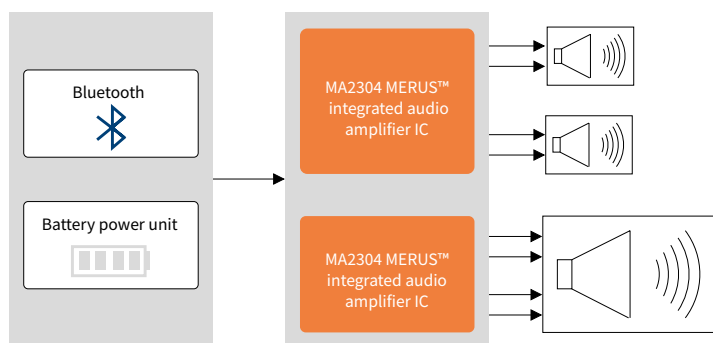 Bluetooth
Battery power unit
MA2304 MERUS™
integrated audio
amplifier IC
MA2304 MERUS™
integrated audio
amplifier IC